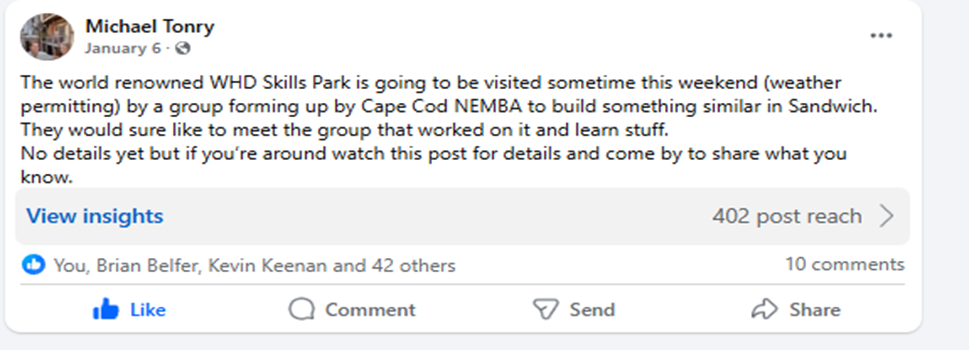 Michael Tonry
January 6 ·
The world renowned WHD Skills Park is going to be visited sometime this weekend (weather
permitting) by a group forming up by Cape Cod NEMBA to build something similar in Sandwich.
They would sure like to meet the group that worked on it and learn stuff.
No details yet but if you're around watch this post for details and come by to share what you
know.
View insights
402 post reach
You, Brian Belfer, Kevin Keenan and 42 others
10 comments
Like
Comment
Send
Share